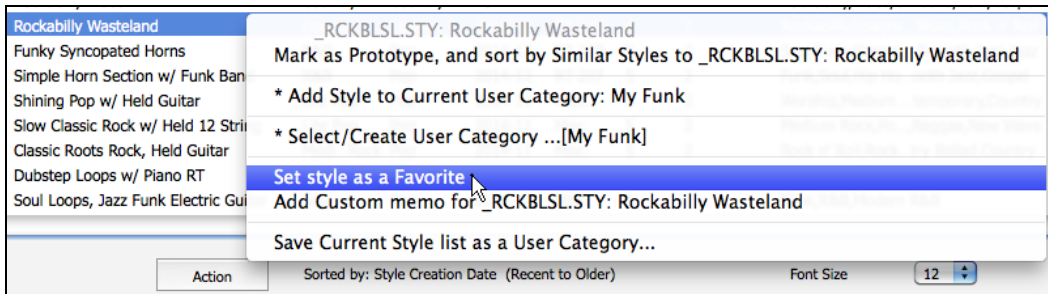 Rockabilly Wasteland
_RCKBLSL.STY: Rockabilly Wasteland
Funky Syncopated Horns
Mark as Prototype, and sort by Similar Styles to _RCKBLSL.STY: Rockabilly Wasteland
Simple Horn Section w/ Funk Ban
Shining Pop w/ Held Guitar
* Add Style to Current User Category: My Funk
Slow Classic Rock w/ Held 12 Stri
* Select/Create User Category ...[My Funk]
Classic Roots Rock, Held Guitar
Dubstep Loops w/ Piano RT
Set style as a Favorite
Soul Loops, Jazz Funk Electric Gui
Add Custom memo for _RCKBLSL.STY: Rockabilly Wasteland
Save Current Style list as a User Category...
Action
Sorted by: Style Creation Date (Recent to Older)
Font Size
12